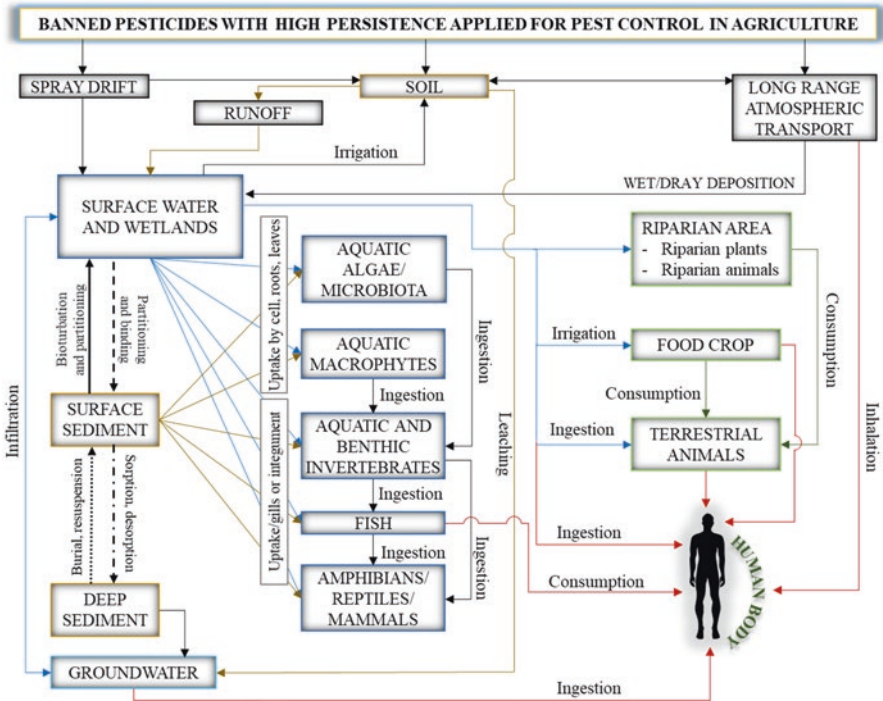 BANNED PESTICIDES WITH HIGH PERSISTENCE APPLIED FOR PEST CONTROL IN AGRICULTURE
SPRAY DRIFT
SOIL
LONG RANGE
ATMOSPHERIC
TRANSPORT
RUNOFF
Irrigation
WET/DRAY DEPOSITION
SURFACE WATER
AND WETLANDS
Uptake by cell, roots, leaves
AQUATIC
ALGAE/
MICROBIOTA
RIPARIAN AREA
- Riparian plants
- Riparian animals
Bioturbation
and partitioning
Partitioning
and binding
Ingestion
Consumption
AQUATIC
MACROPHYTES
Irrigation
FOOD CROP
Ingestion
Consumption
Infiltration
SURFACE
SEDIMENT
Leaching
Inhalation
Uptake/gills or integument
AQUATIC AND
BENTHIC
INVERTEBRATES
Ingestion
TERRESTRIAL
ANIMALS
Burial, resuspension
Sorption, desorption
Ingestion
FISH
Ingestion
Ingestion
Ingestion
Consumption
HUMAN BODY
DEEP
SEDIMENT
AMPHIBIANS/
REPTILES/
MAMMALS
GROUNDWATER
Ingestion